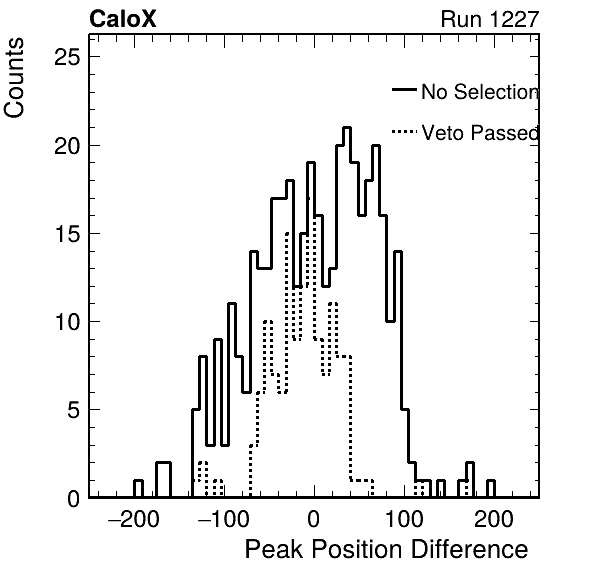 CaloX Run 1227
Counts
25
20
15
10
5
0
No Selection
Veto Passed
−200 −100 0 100 200
Peak Position Difference